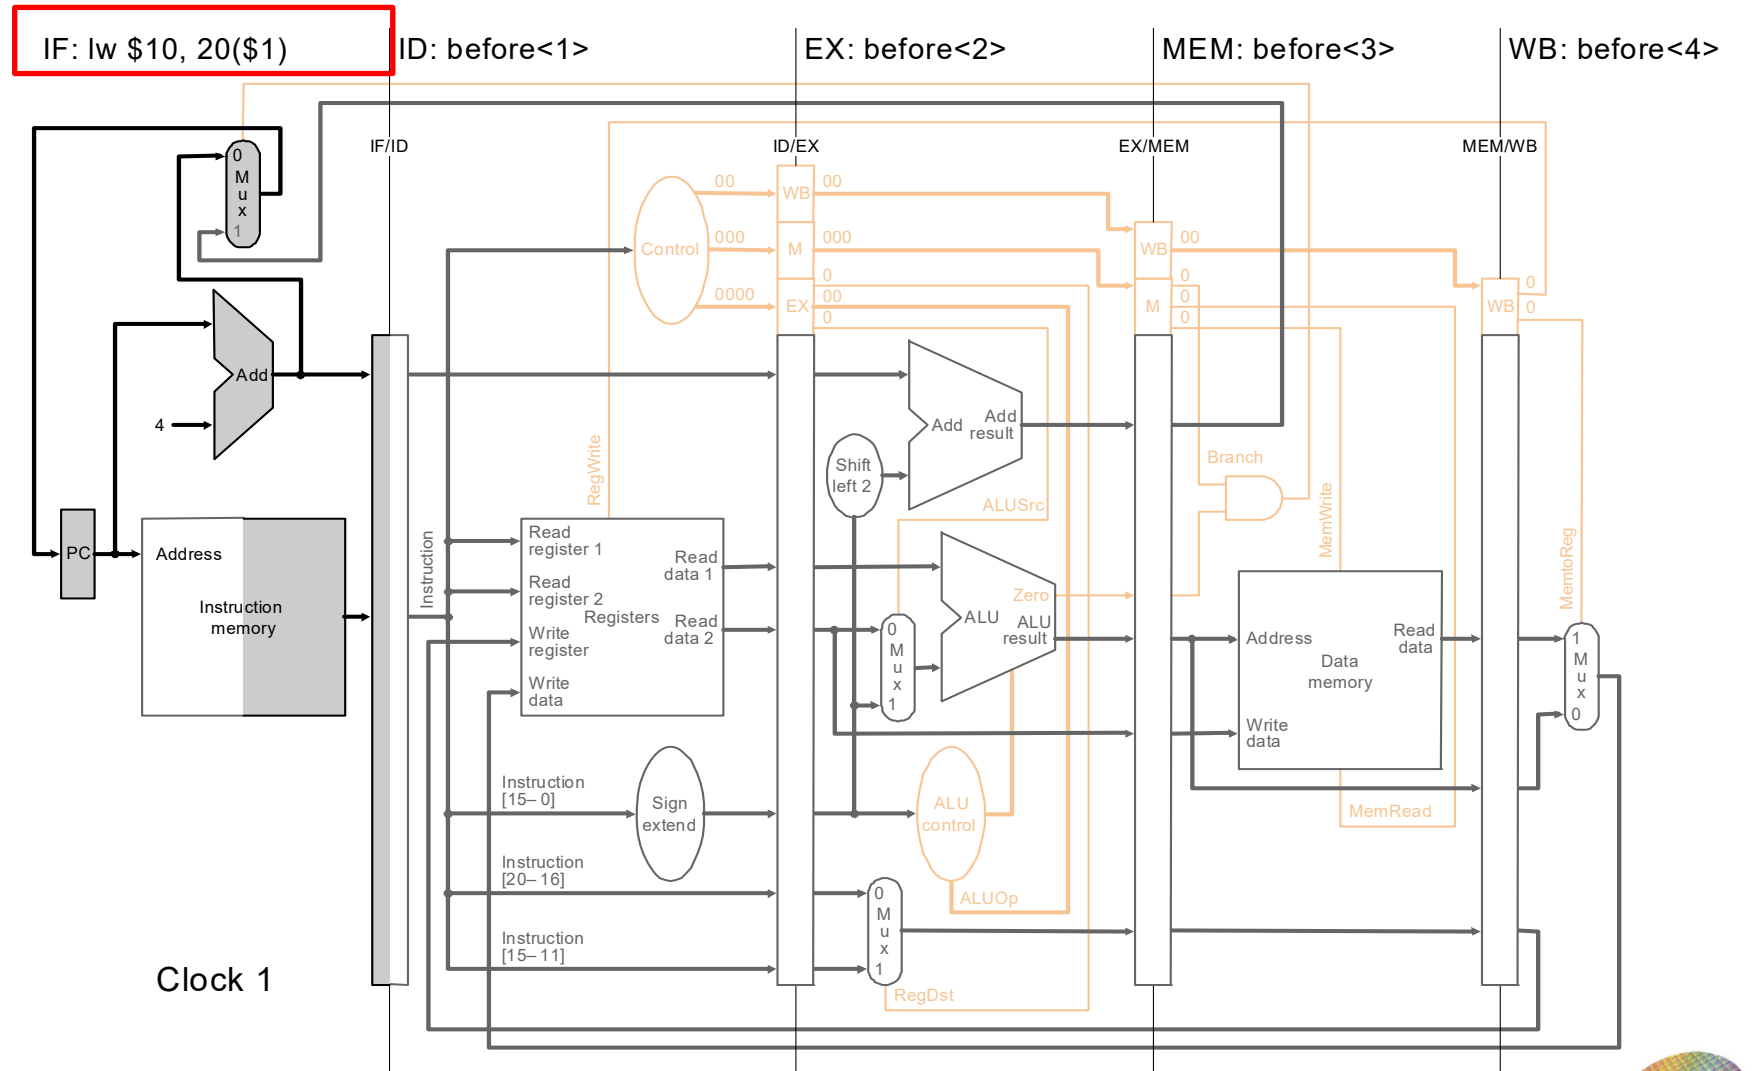 IF: lw $10, 20($1)
ID: before<1>
EX: before<2>
MEM: before<3>
WB: before<4>
IF/ID
ID/EX
EX/MEM
MEM/WB
0
M
u
x
1
Control
00
000
0000
WB
M
EX
00
000
0
00
0
WB
M
00
0
0
0
WB
0
0
Add
4
PC
Address
Instruction
memory
Instruction
RegWrite
Read
register 1
Read
register 2
Write
register
Write
data
Registers
Read
data 1
Read
data 2
Shift
left 2
Add
Add
result
ALUSrc
Zero
ALU
ALU
result
0
M
u
x
1
Branch
MemWrite
Address
Data
memory
Read
data
Write
data
MemRead
MemtoReg
1
M
u
x
0
Instruction
[15–0]
Sign
extend
ALU
control
Instruction
[20–16]
ALUOp
Instruction
[15–11]
0
M
u
x
1
RegDst
Clock 1